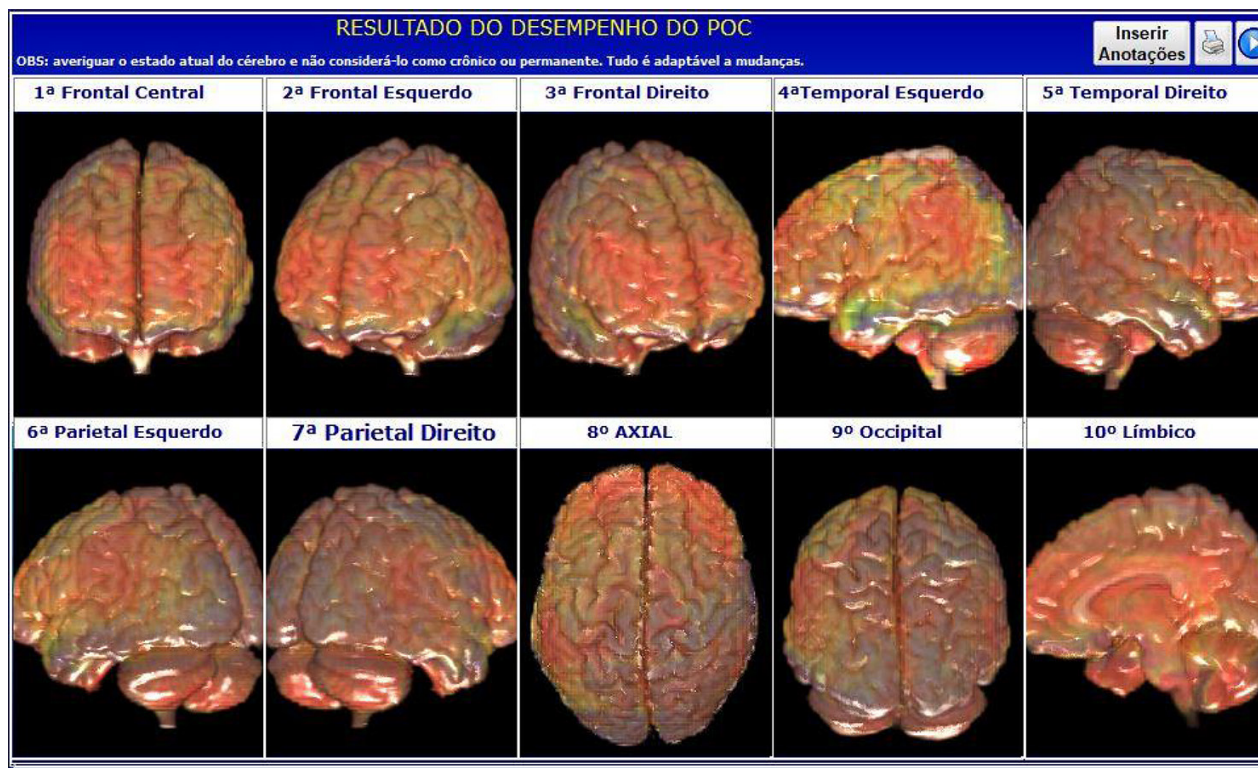 RESULTADO DO DESEMPENHO DO POC
Inserir
Anotações
OBS: averiguar o estado atual do cérebro e não considerá-lo como crônico ou permanente. Tudo é adaptável a mudanças.
1ª Frontal Central
2ª Frontal Esquerdo
3ª Frontal Direito
4ªTemporal Esquerdo
5ª Temporal Direito
6ª Parietal Esquerdo
7ª Parietal Direito
8º AXIAL
9º Occipital
10º Límbico